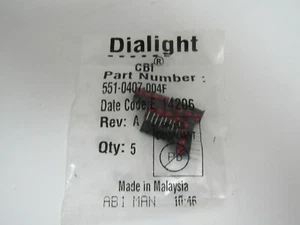 Dialight
CBI®
Part Number :
551-0407-004F
Date Code: 14206
Rev: A
Qty: 5
Pb
Made in Malaysia
ABI MAN 10:46